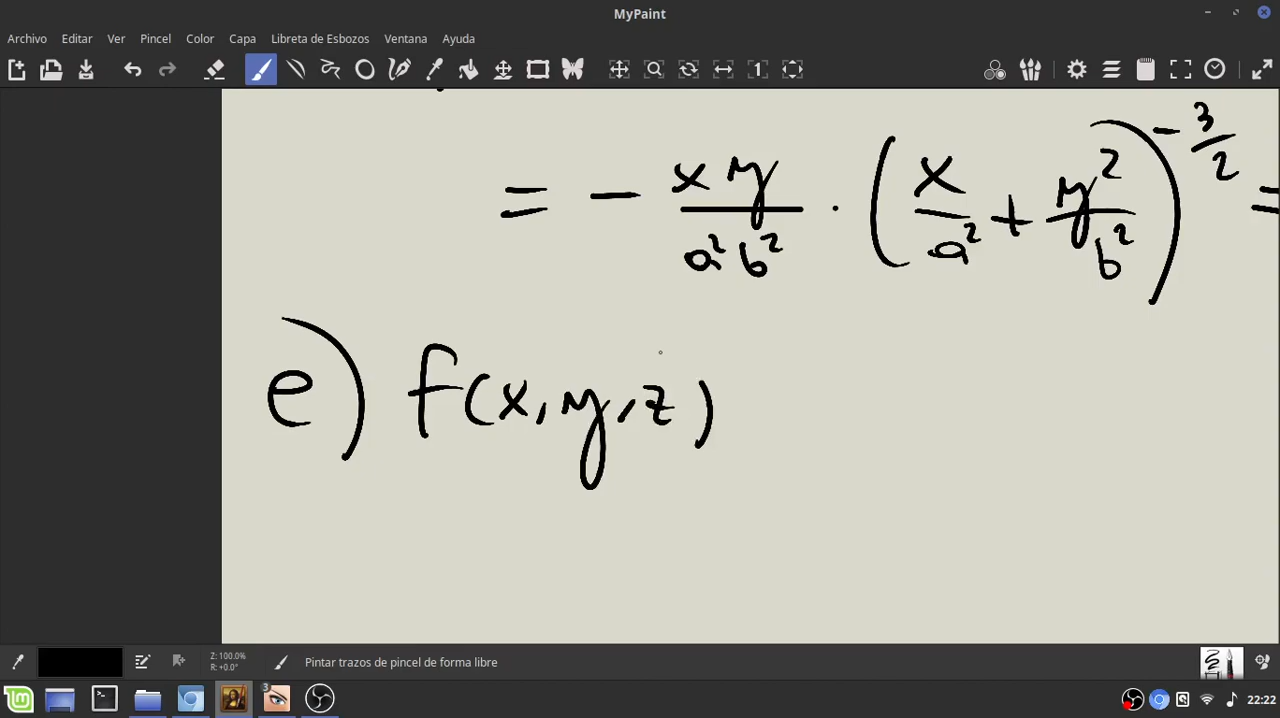 MyPaint
Archivo Editar Ver Pincel Color Capa Libreta de Esbozos Ventana Ayuda
= - xy/a²b² · (x/a² + y²/b²)^-3/2 =
e) f(x,y,z)
Z: 100.0%
R: +0.0°
Pintar trazos de pincel de forma libre
3
22:22